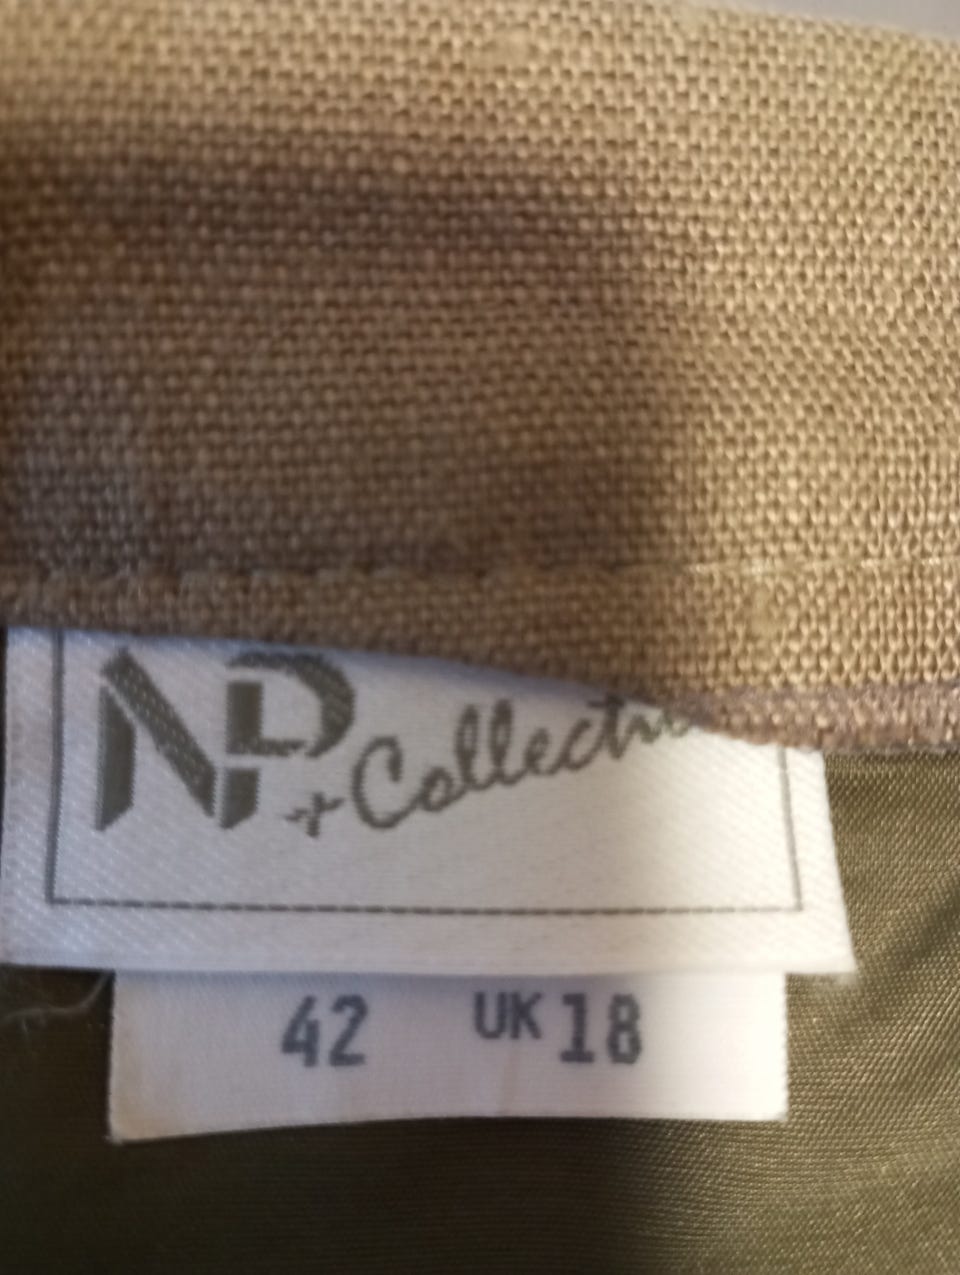 NP
+Collecti
42 UK 18